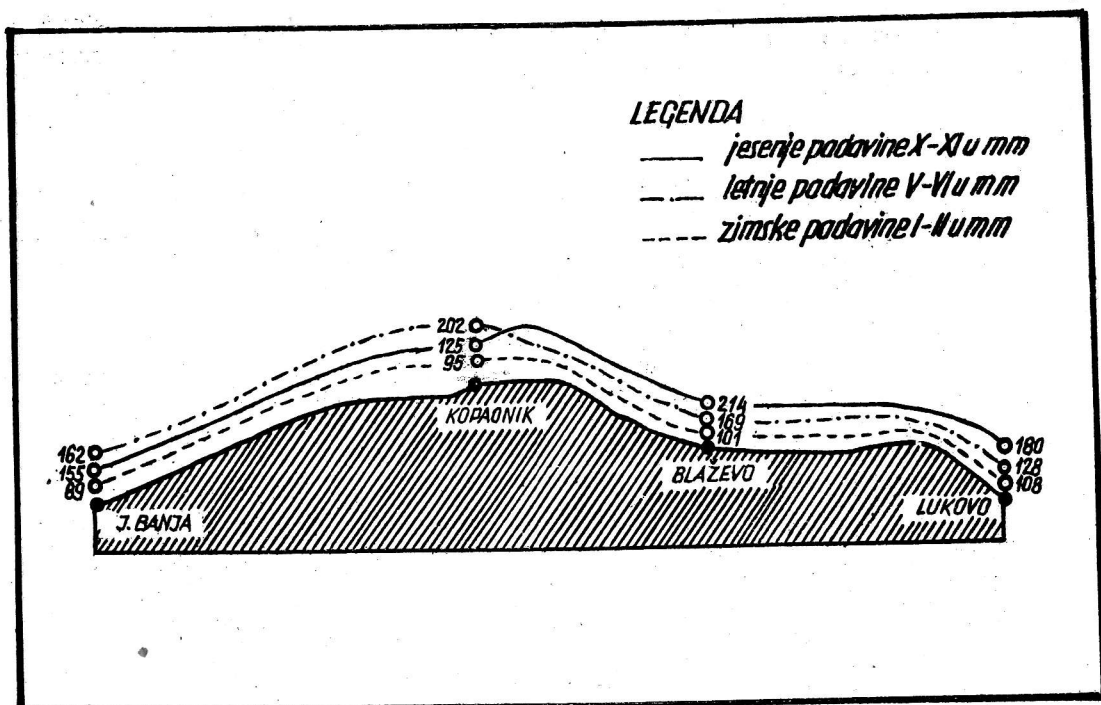 LEGENDA
jesenje padavine X-XI u mm
letnje padavine V-VI u mm
zimske padavine I-II u mm
202
125
95
KOPAONIK
162
155
89
J. BANJA
214
169
101
BLAŽEVO
180
128
108
LUKOVO